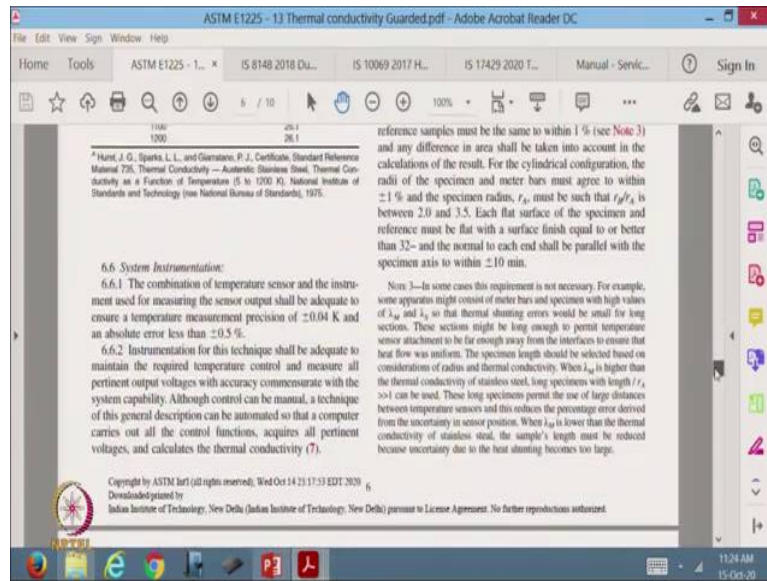 ASTM E1225 - 13 Thermal conductivity Guarded.pdf - Adobe Acrobat Reader DC
File Edit View Sign Window Help
Home Tools ASTM E1225 - 1... × IS 8148 2018 Du... IS 10069 2017 H... IS 17429 2020 T... Manual - Servic... Sign In
6 / 10 100%
1100 25.1
1200 26.1
A Hurst, J. G., Sparks, L. L., and Giarratano, P. J., Certificate, Standard Reference
Material 735, Thermal Conductivity — Austenitic Stainless Steel, Thermal Con-
ductivity as a Function of Temperature (5 to 1200 K), National Institute of
Standards and Technology (nee National Bureau of Standards), 1975.
6.6 System Instrumentation:
6.6.1 The combination of temperature sensor and the instru-
ment used for measuring the sensor output shall be adequate to
ensure a temperature measurement precision of ±0.04 K and
an absolute error less than ±0.5 %.
6.6.2 Instrumentation for this technique shall be adequate to
maintain the required temperature control and measure all
pertinent output voltages with accuracy commensurate with the
system capability. Although control can be manual, a technique
of this general description can be automated so that a computer
carries out all the control functions, acquires all pertinent
voltages, and calculates the thermal conductivity (7).
reference samples must be the same to within 1 % (see Note 3)
and any difference in area shall be taken into account in the
calculations of the result. For the cylindrical configuration, the
radii of the specimen and meter bars must agree to within
±1 % and the specimen radius, rA, must be such that rB/rA is
between 2.0 and 3.5. Each flat surface of the specimen and
reference must be flat with a surface finish equal to or better
than 32– and the normal to each end shall be parallel with the
specimen axis to within ±10 min.
NOTE 3—In some cases this requirement is not necessary. For example,
some apparatus might consist of meter bars and specimen with high values
of λM and λS so that thermal shunting errors would be small for long
sections. These sections might be long enough to permit temperature
sensor attachment to be far enough away from the interfaces to ensure that
heat flow was uniform. The specimen length should be selected based on
considerations of radius and thermal conductivity. When λM is higher than
the thermal conductivity of stainless steel, long specimens with length / rA
>>1 can be used. These long specimens permit the use of large distances
between temperature sensors and this reduces the percentage error derived
from the uncertainty in sensor position. When λM is lower than the thermal
conductivity of stainless steal, the sample's length must be reduced
because uncertainty due to the heat shunting becomes too large.
Copyright by ASTM Int'l (all rights reserved); Wed Oct 14 23:17:53 EDT 2020
6
Downloaded/printed by
Indian Institute of Technology, New Delhi (Indian Institute of Technology, New Delhi) pursuant to License Agreement. No further reproductions authorized.
NPTEL
11:24 AM
15-Oct-20